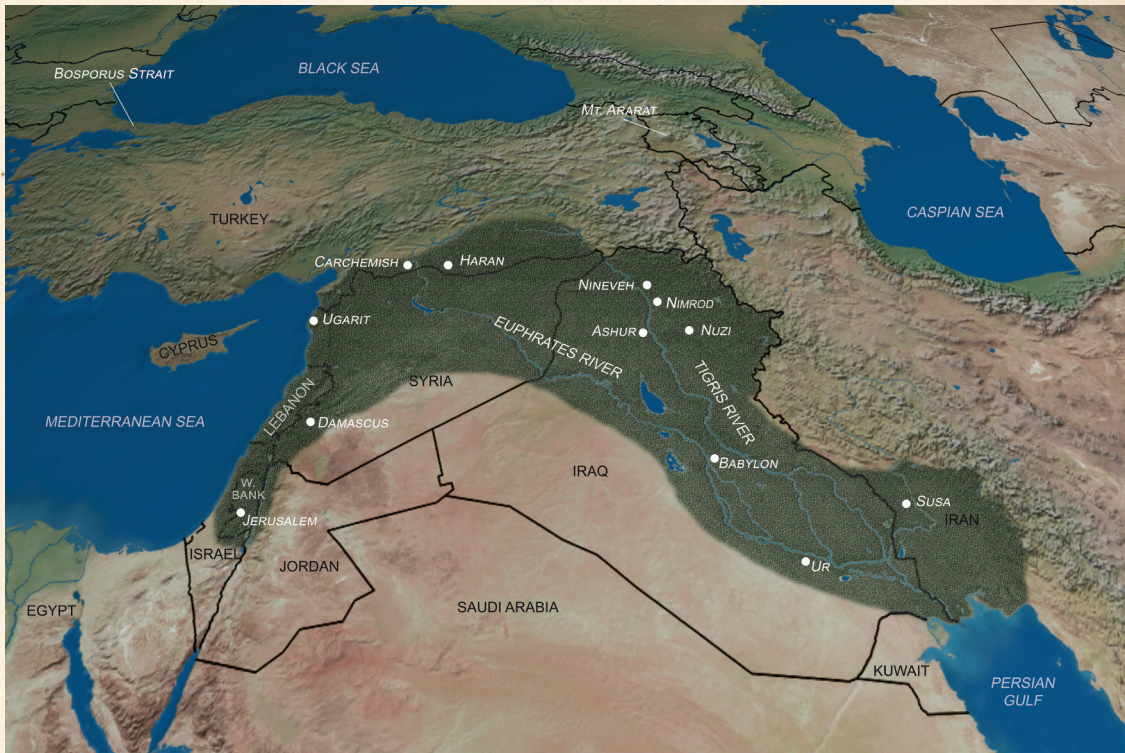 BLACK SEA
BOSPORUS STRAIT
MT. ARARAT
TURKEY
CASPIAN SEA
CARCHEMISH
HARAN
NINEVEH
NIMROD
UGARIT
ASHUR
NUZI
EUPHRATES RIVER
CYPRUS
TIGRIS RIVER
SYRIA
LEBANON
MEDITERRANEAN SEA
DAMASCUS
BABYLON
IRAQ
W.
BANK
SUSA
JERUSALEM
IRAN
ISRAEL
JORDAN
UR
EGYPT
SAUDI ARABIA
KUWAIT
PERSIAN
GULF